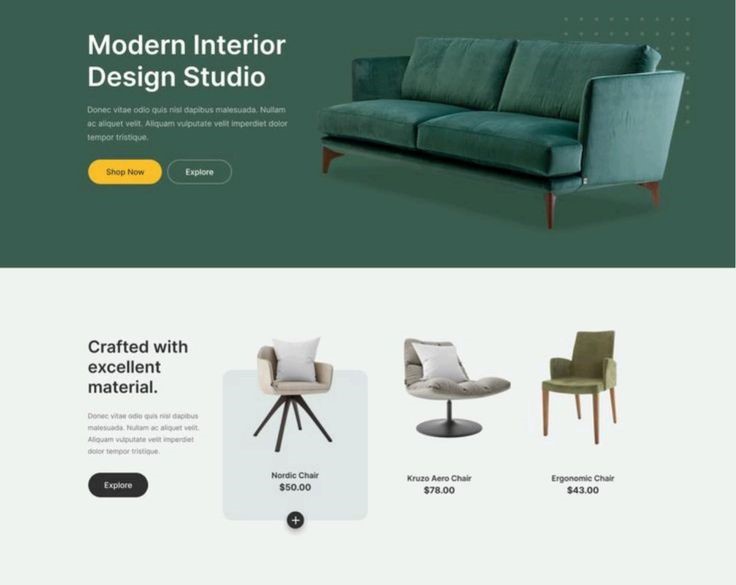 Modern Interior
Design Studio
Donec vitae odio quis nisl dapibus malesuada. Nullam
ac aliquet velit. Aliquam vulputate velit imperdiet dolor
tempor tristique.
Shop Now
Explore
Crafted with
excellent
material.
Donec vitae odio quis nisl dapibus
malesuada. Nullam ac aliquet velit.
Aliquam vulputate velit imperdiet
dolor tempor tristique.
Explore
Nordic Chair
$50.00
Kruzo Aero Chair
$78.00
Ergonomic Chair
$43.00